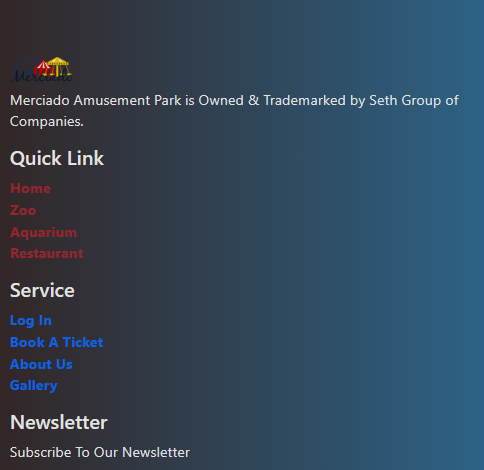 Merciado
Merciado Amusement Park is Owned & Trademarked by Seth Group of
Companies.
Quick Link
Home
Zoo
Aquarium
Restaurant
Service
Log In
Book A Ticket
About Us
Gallery
Newsletter
Subscribe To Our Newsletter